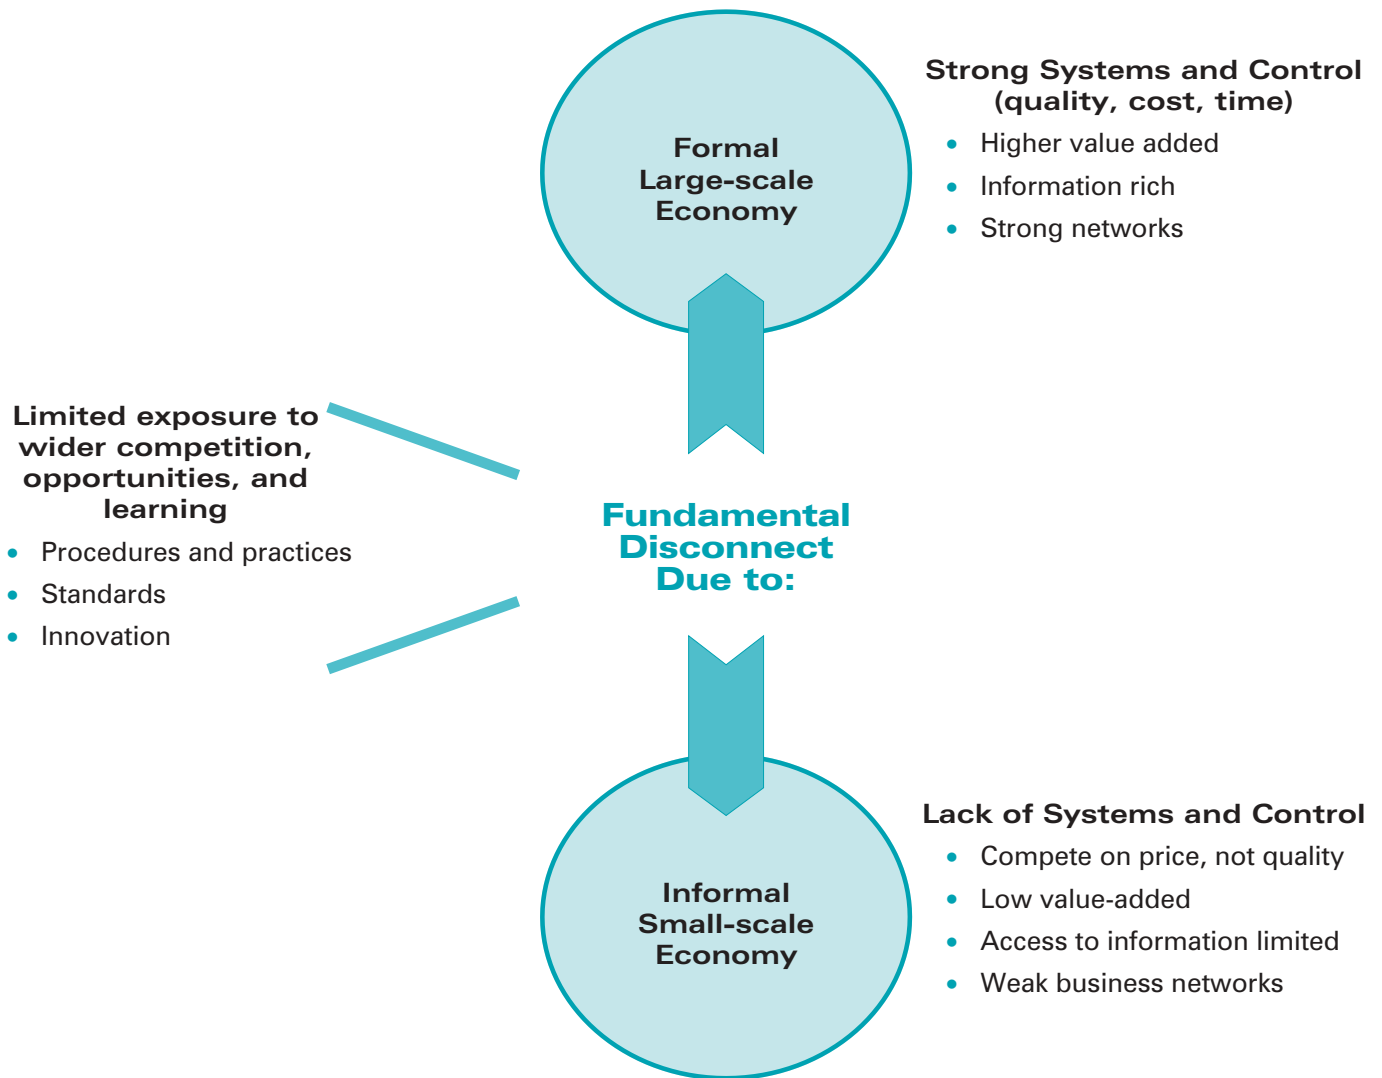 Formal
Large-scale
Economy
Strong Systems and Control
(quality, cost, time)
• Higher value added
• Information rich
• Strong networks
Limited exposure to
wider competition,
opportunities, and
learning
• Procedures and practices
• Standards
• Innovation
Fundamental
Disconnect
Due to:
Informal
Small-scale
Economy
Lack of Systems and Control
• Compete on price, not quality
• Low value-added
• Access to information limited
• Weak business networks